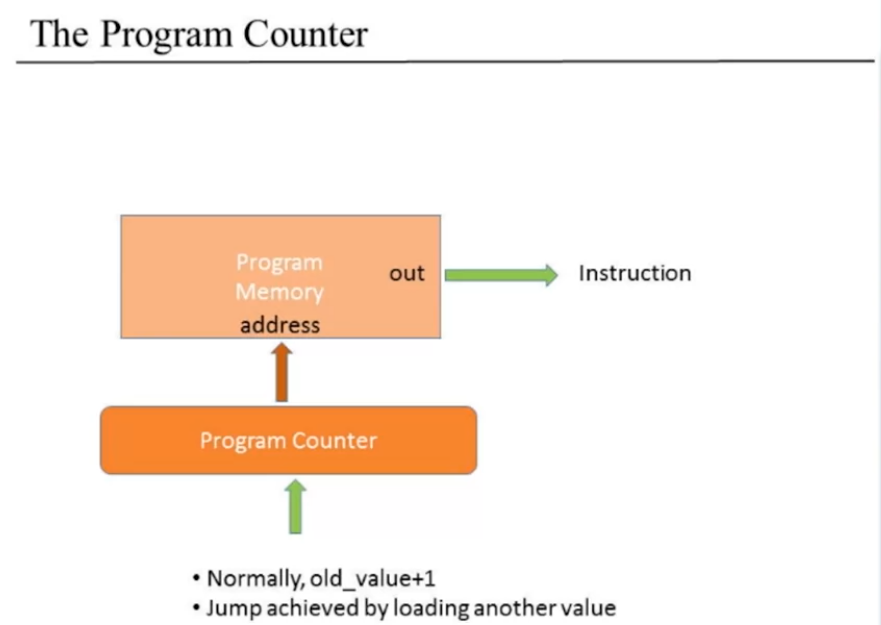 The Program Counter
Program
Memory
out
Instruction
address
Program Counter
• Normally, old_value+1
• Jump achieved by loading another value